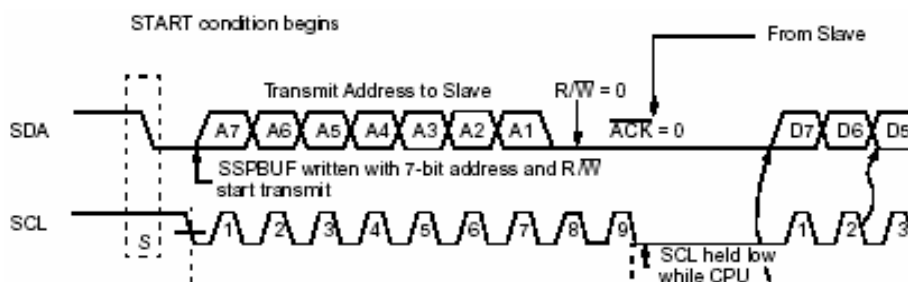 START condition begins
From Slave
Transmit Address to Slave
R/W̅ = 0
SDA
A7 A6 A5 A4 A3 A2 A1
A̅C̅K̅ = 0
D7 D6 D5
SSPBUF written with 7-bit address and R/W̅
start transmit
SCL
S
1 2 3 4 5 6 7 8 9
1 2 3
SCL held low
while CPU